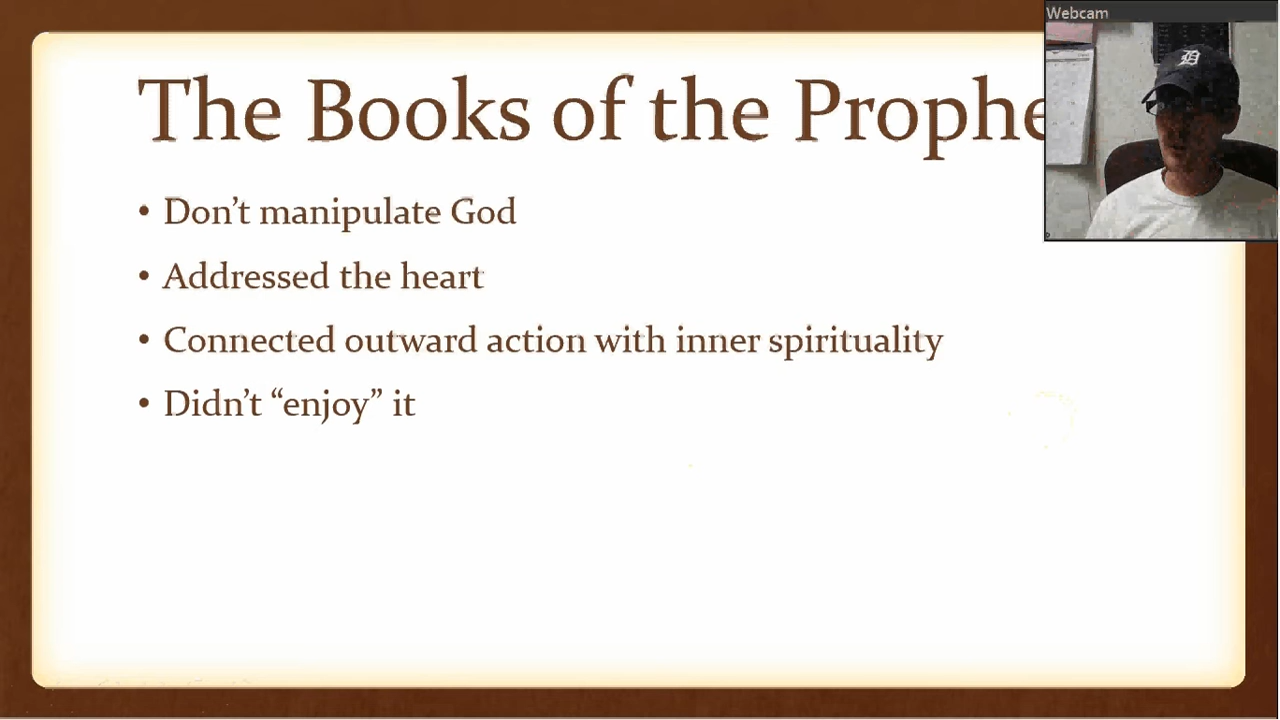 The Books of the Prophe
Webcam
• Don’t manipulate God
• Addressed the heart
• Connected outward action with inner spirituality
• Didn’t “enjoy” it